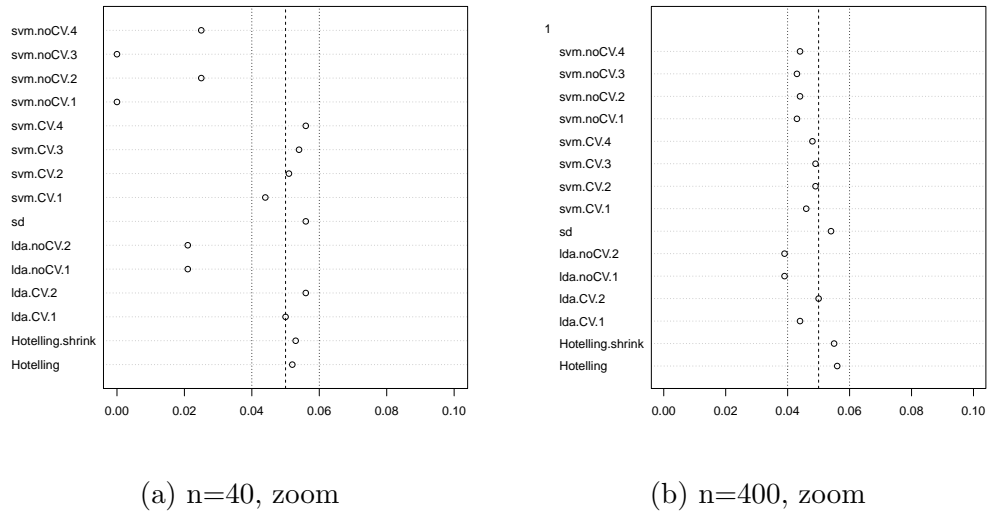 svm.noCV.4
svm.noCV.3
svm.noCV.2
svm.noCV.1
svm.CV.4
svm.CV.3
svm.CV.2
svm.CV.1
sd
lda.noCV.2
lda.noCV.1
lda.CV.2
lda.CV.1
Hotelling.shrink
Hotelling
0.00 0.02 0.04 0.06 0.08 0.10
(a) n=40, zoom
1
svm.noCV.4
svm.noCV.3
svm.noCV.2
svm.noCV.1
svm.CV.4
svm.CV.3
svm.CV.2
svm.CV.1
sd
lda.noCV.2
lda.noCV.1
lda.CV.2
lda.CV.1
Hotelling.shrink
Hotelling
0.00 0.02 0.04 0.06 0.08 0.10
(b) n=400, zoom